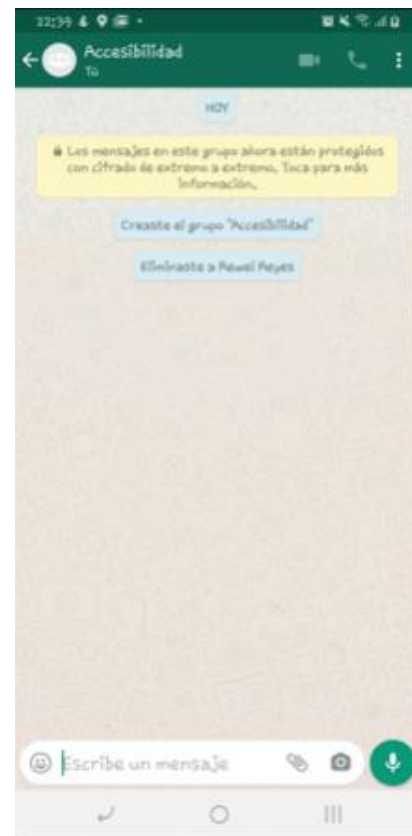 22:39
Accesibilidad
Tú
HOY
Los mensajes en este grupo ahora están protegidos
con cifrado de extremo a extremo. Toca para más
información.
Creaste el grupo "Accesibilidad"
Eliminaste a Reyes
Escribe un mensaje